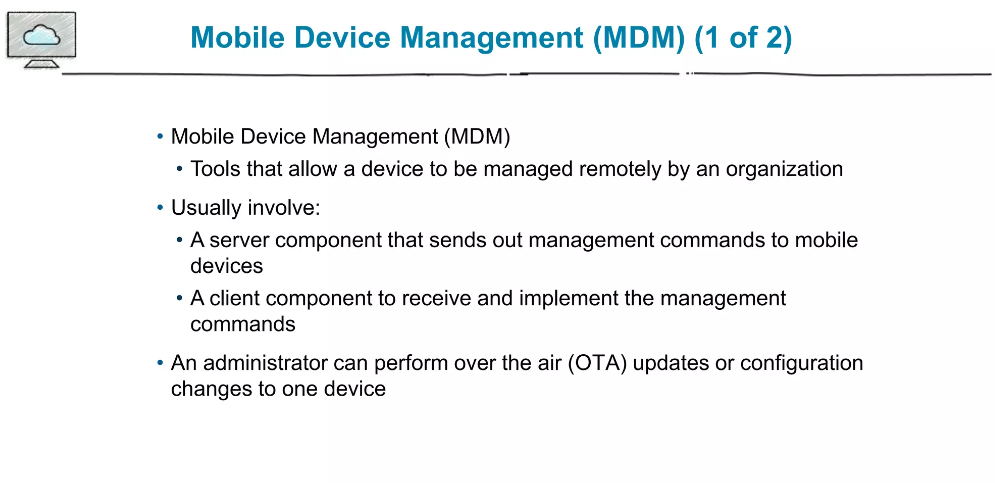 Mobile Device Management (MDM) (1 of 2)
• Mobile Device Management (MDM)
• Tools that allow a device to be managed remotely by an organization
• Usually involve:
• A server component that sends out management commands to mobile
devices
• A client component to receive and implement the management
commands
• An administrator can perform over the air (OTA) updates or configuration
changes to one device